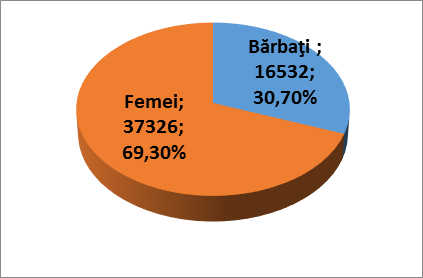 Bărbaţi ;
16532;
30,70%
Femei;
37326;
69,30%